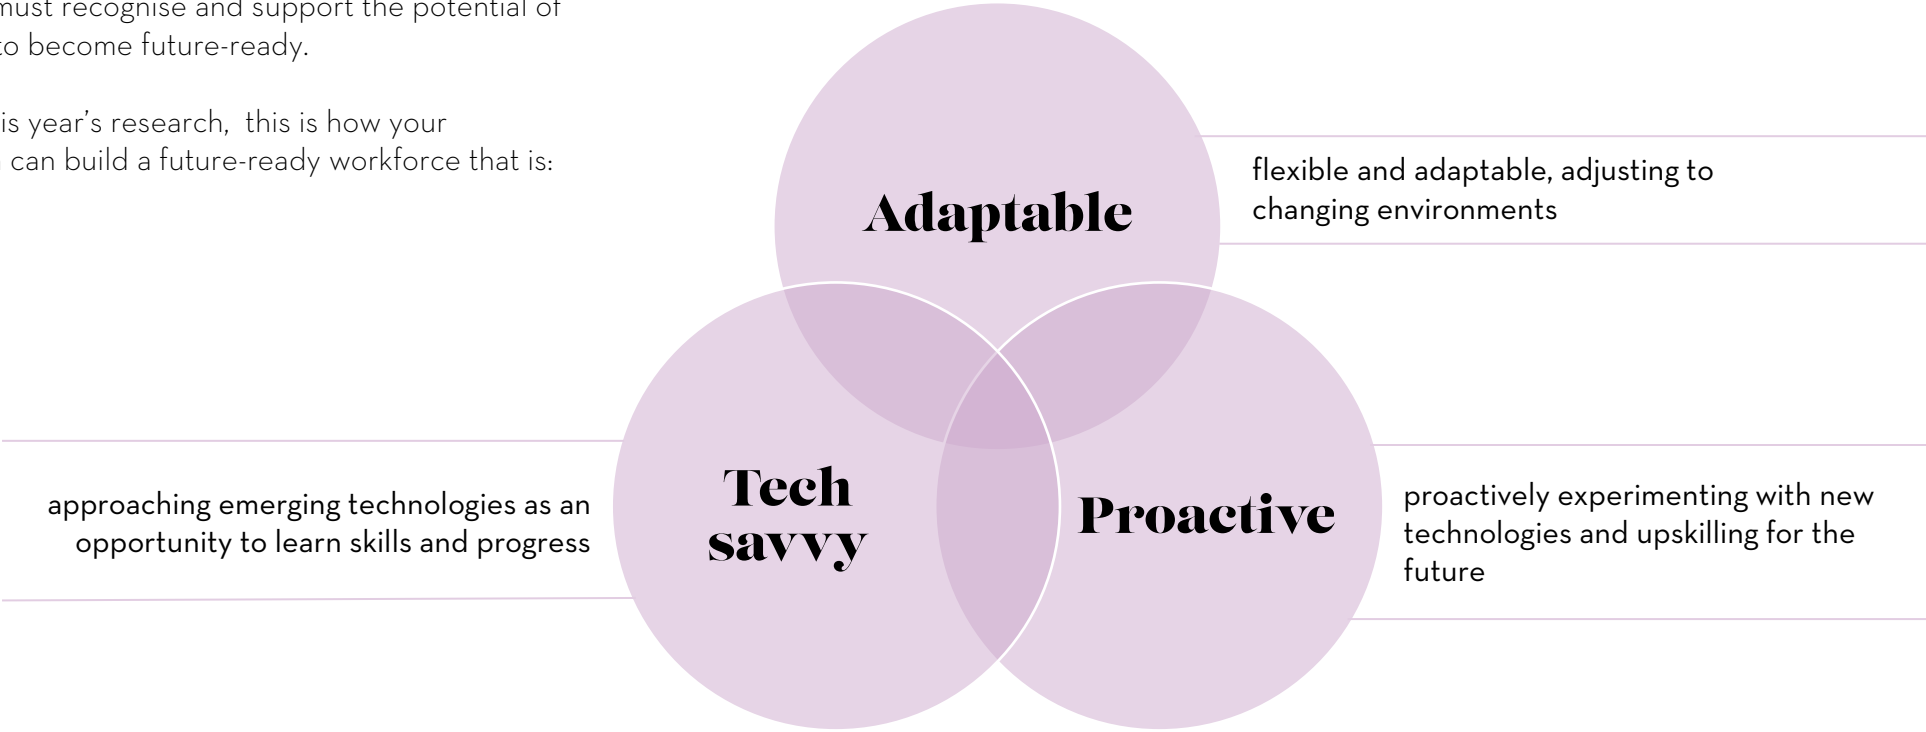 must recognise and support the potential of
to become future-ready.
is year's research,  this is how your
can build a future-ready workforce that is:
Adaptable
flexible and adaptable, adjusting to
changing environments
Tech
savvy
approaching emerging technologies as an
opportunity to learn skills and progress
Proactive
proactively experimenting with new
technologies and upskilling for the
future